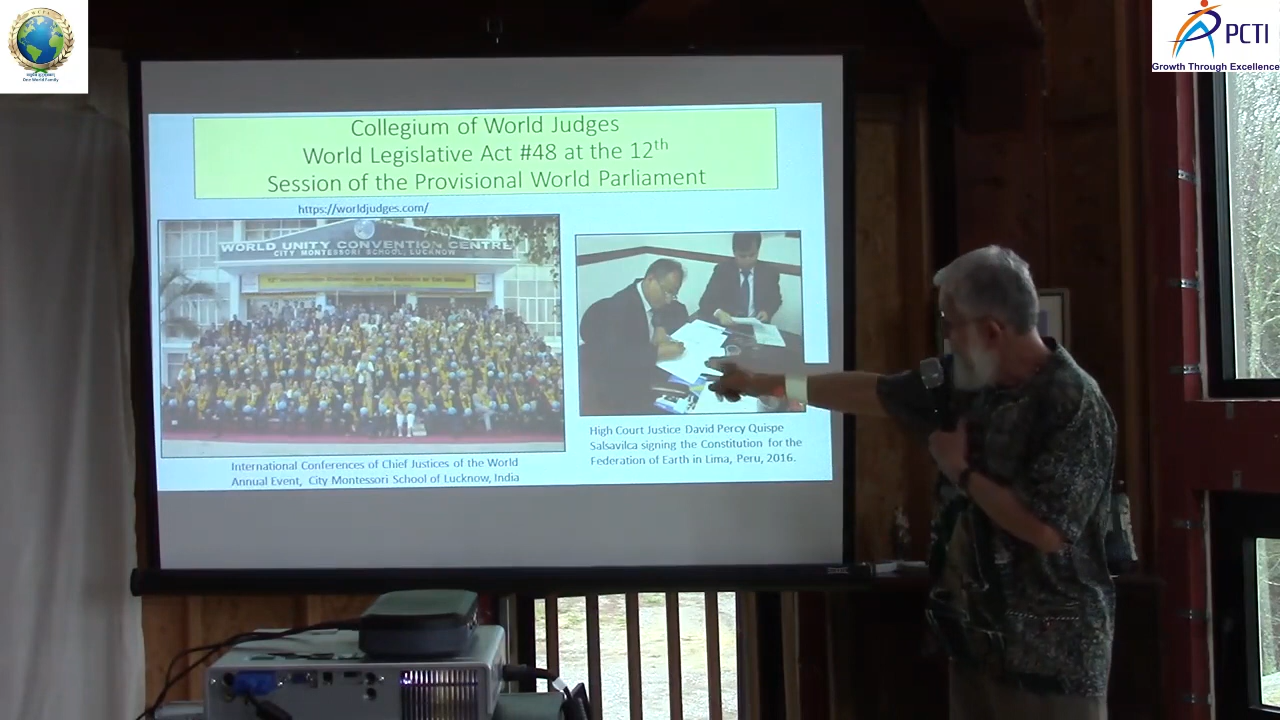 One World Family
PCTI
Growth Through Excellence
Collegium of World Judges
World Legislative Act #48 at the 12th
Session of the Provisional World Parliament
https://worldjudges.com/
WORLD UNITY CONVENTION CENTRE
CITY MONTESSORI SCHOOL, LUCKNOW
International Conferences of Chief Justices of the World
Annual Event, City Montessori School of Lucknow, India
High Court Justice David Percy Quispe
Salsavilca signing the Constitution for the
Federation of Earth in Lima, Peru, 2016.